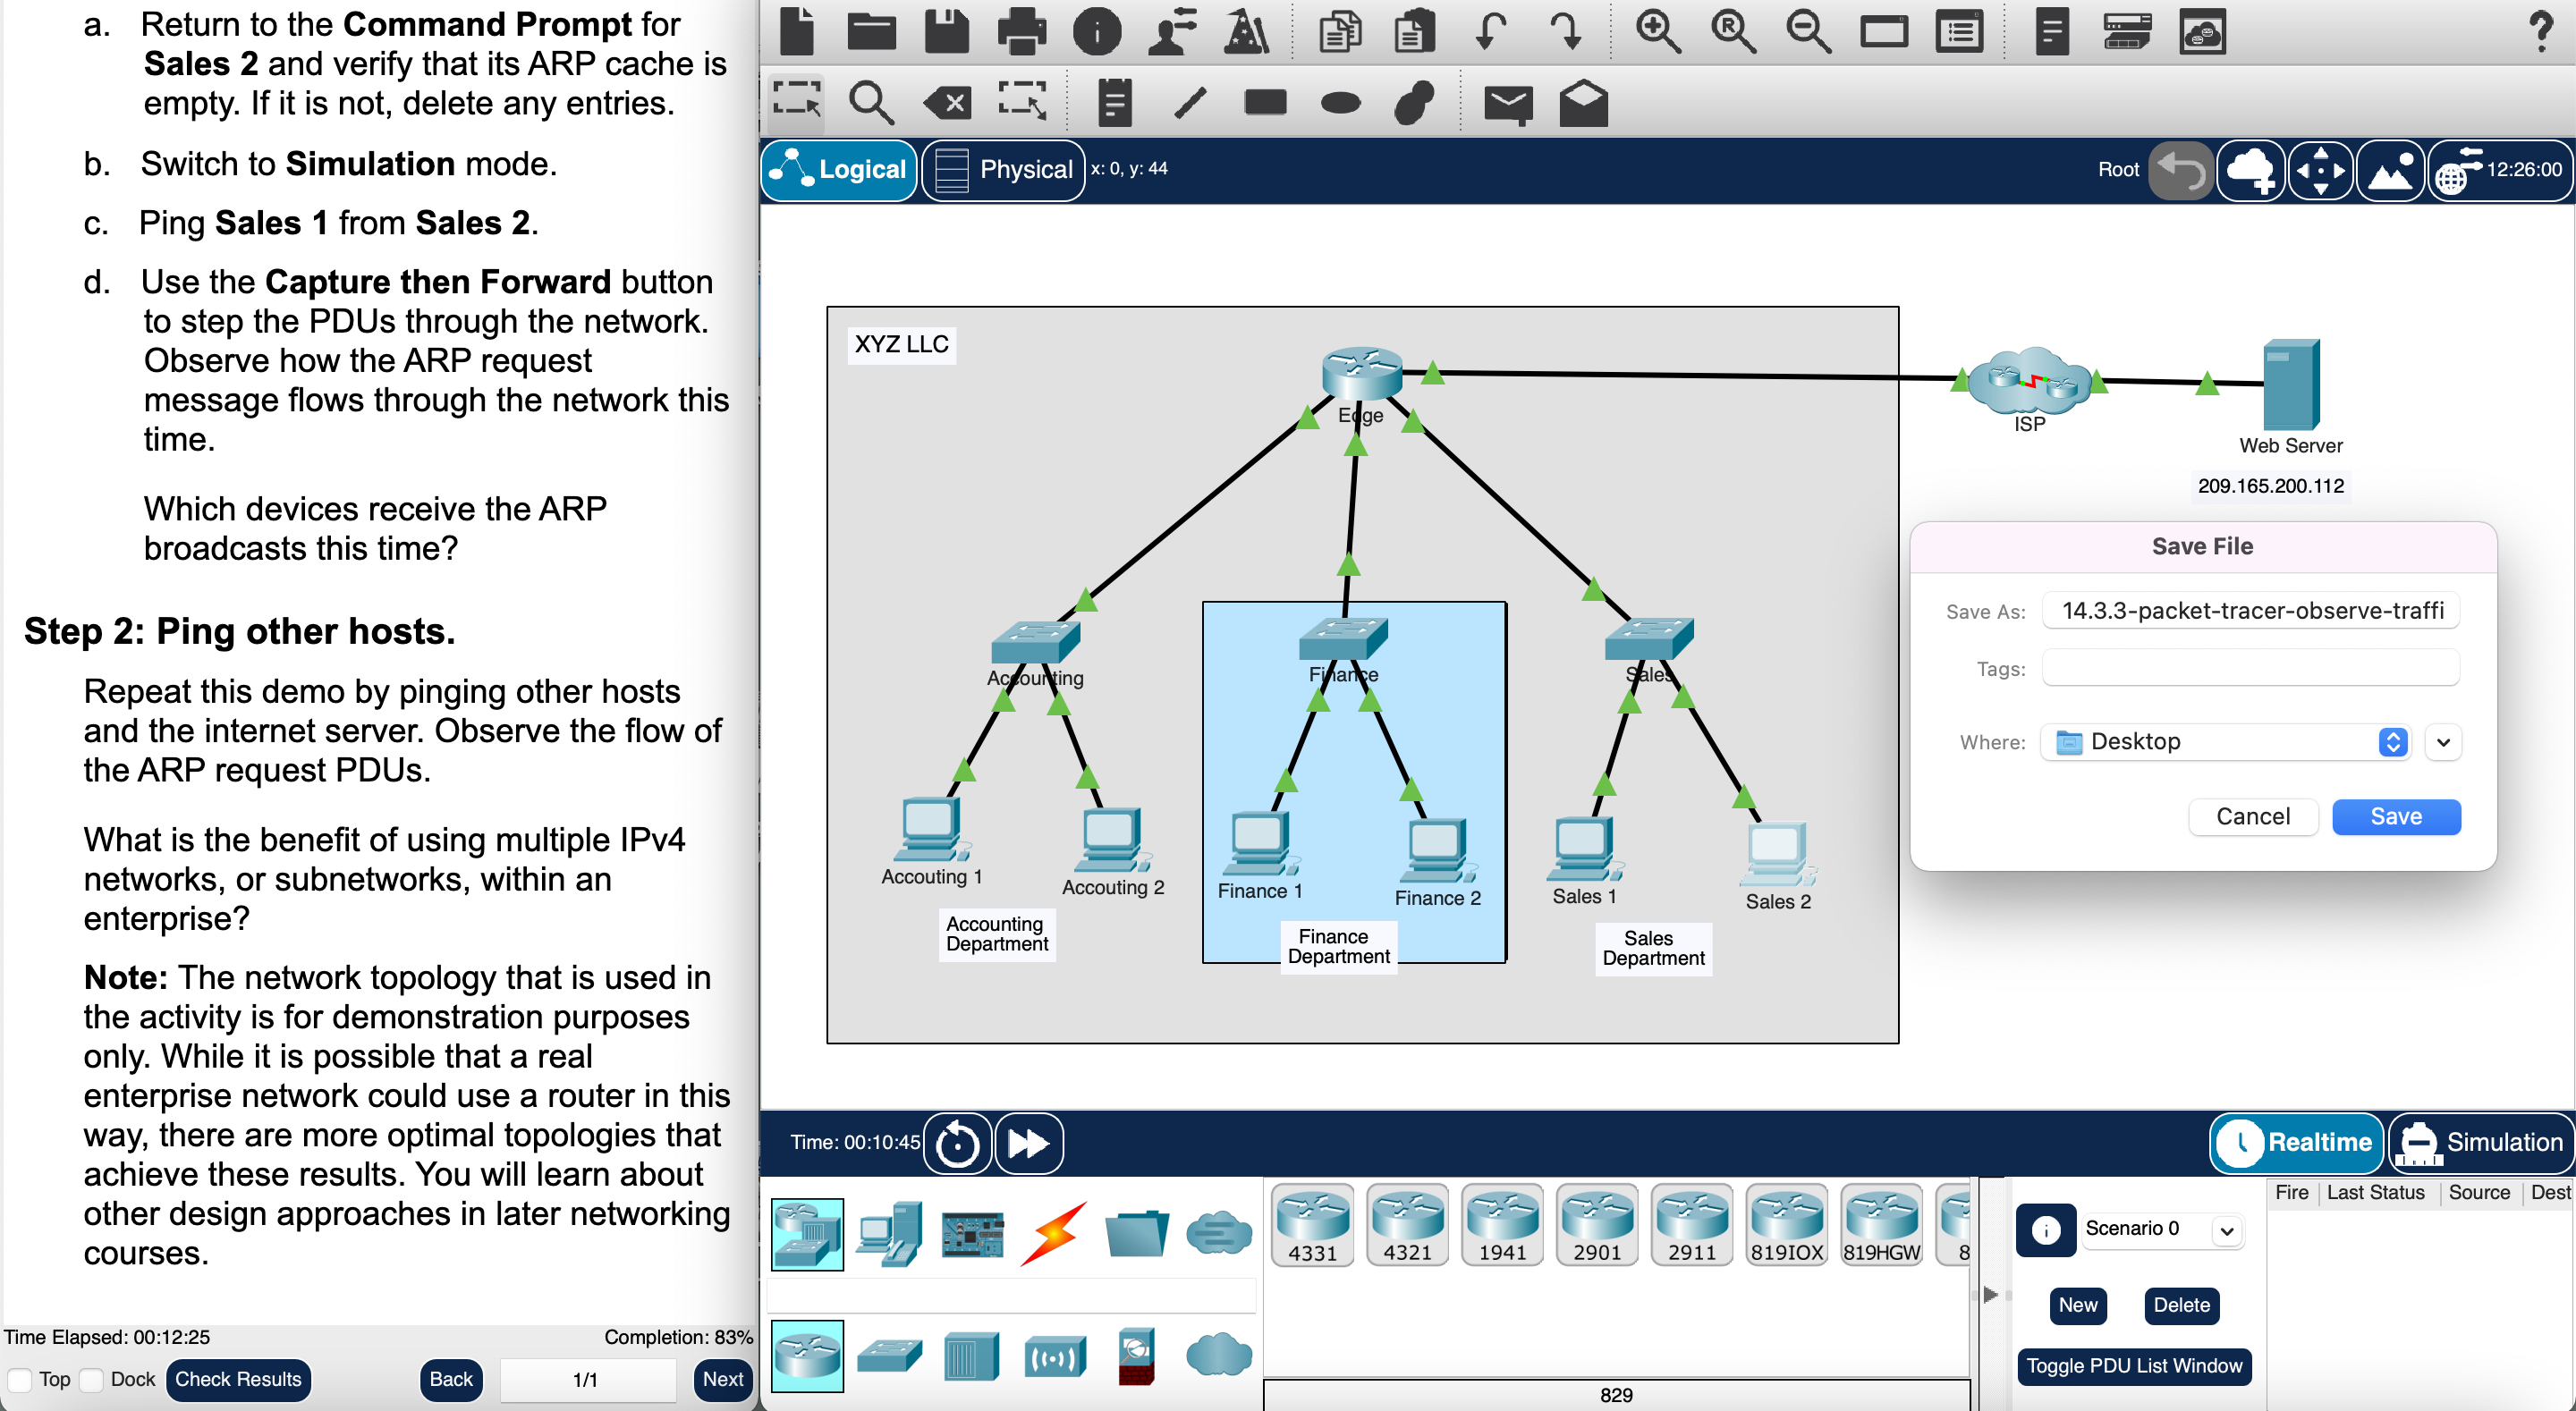 a. Return to the Command Prompt for
Sales 2 and verify that its ARP cache is
empty. If it is not, delete any entries.
b. Switch to Simulation mode.
c. Ping Sales 1 from Sales 2.
d. Use the Capture then Forward button
to step the PDUs through the network.
Observe how the ARP request
message flows through the network this
time.
Which devices receive the ARP
broadcasts this time?
Step 2: Ping other hosts.
Repeat this demo by pinging other hosts
and the internet server. Observe the flow of
the ARP request PDUs.
What is the benefit of using multiple IPv4
networks, or subnetworks, within an
enterprise?
Note: The network topology that is used in
the activity is for demonstration purposes
only. While it is possible that a real
enterprise network could use a router in this
way, there are more optimal topologies that
achieve these results. You will learn about
other design approaches in later networking
courses.
Time Elapsed: 00:12:25
Completion: 83%
Top
Dock
Check Results
Back
1/1
Next
Logical
Physical
x: 0, y: 44
Root
12:26:00
XYZ LLC
Edge
ISP
Web Server
209.165.200.112
Accounting
Finance
Sales
Accouting 1
Accouting 2
Finance 1
Finance 2
Sales 1
Sales 2
Accounting
Department
Finance
Department
Sales
Department
Save File
Save As: 14.3.3-packet-tracer-observe-traffi
Tags:
Where: Desktop
Cancel
Save
Time: 00:10:45
Realtime
Simulation
4331
4321
1941
2901
2911
819IOX
819HGW
8
829
Scenario 0
New
Delete
Toggle PDU List Window
Fire
Last Status
Source
Dest